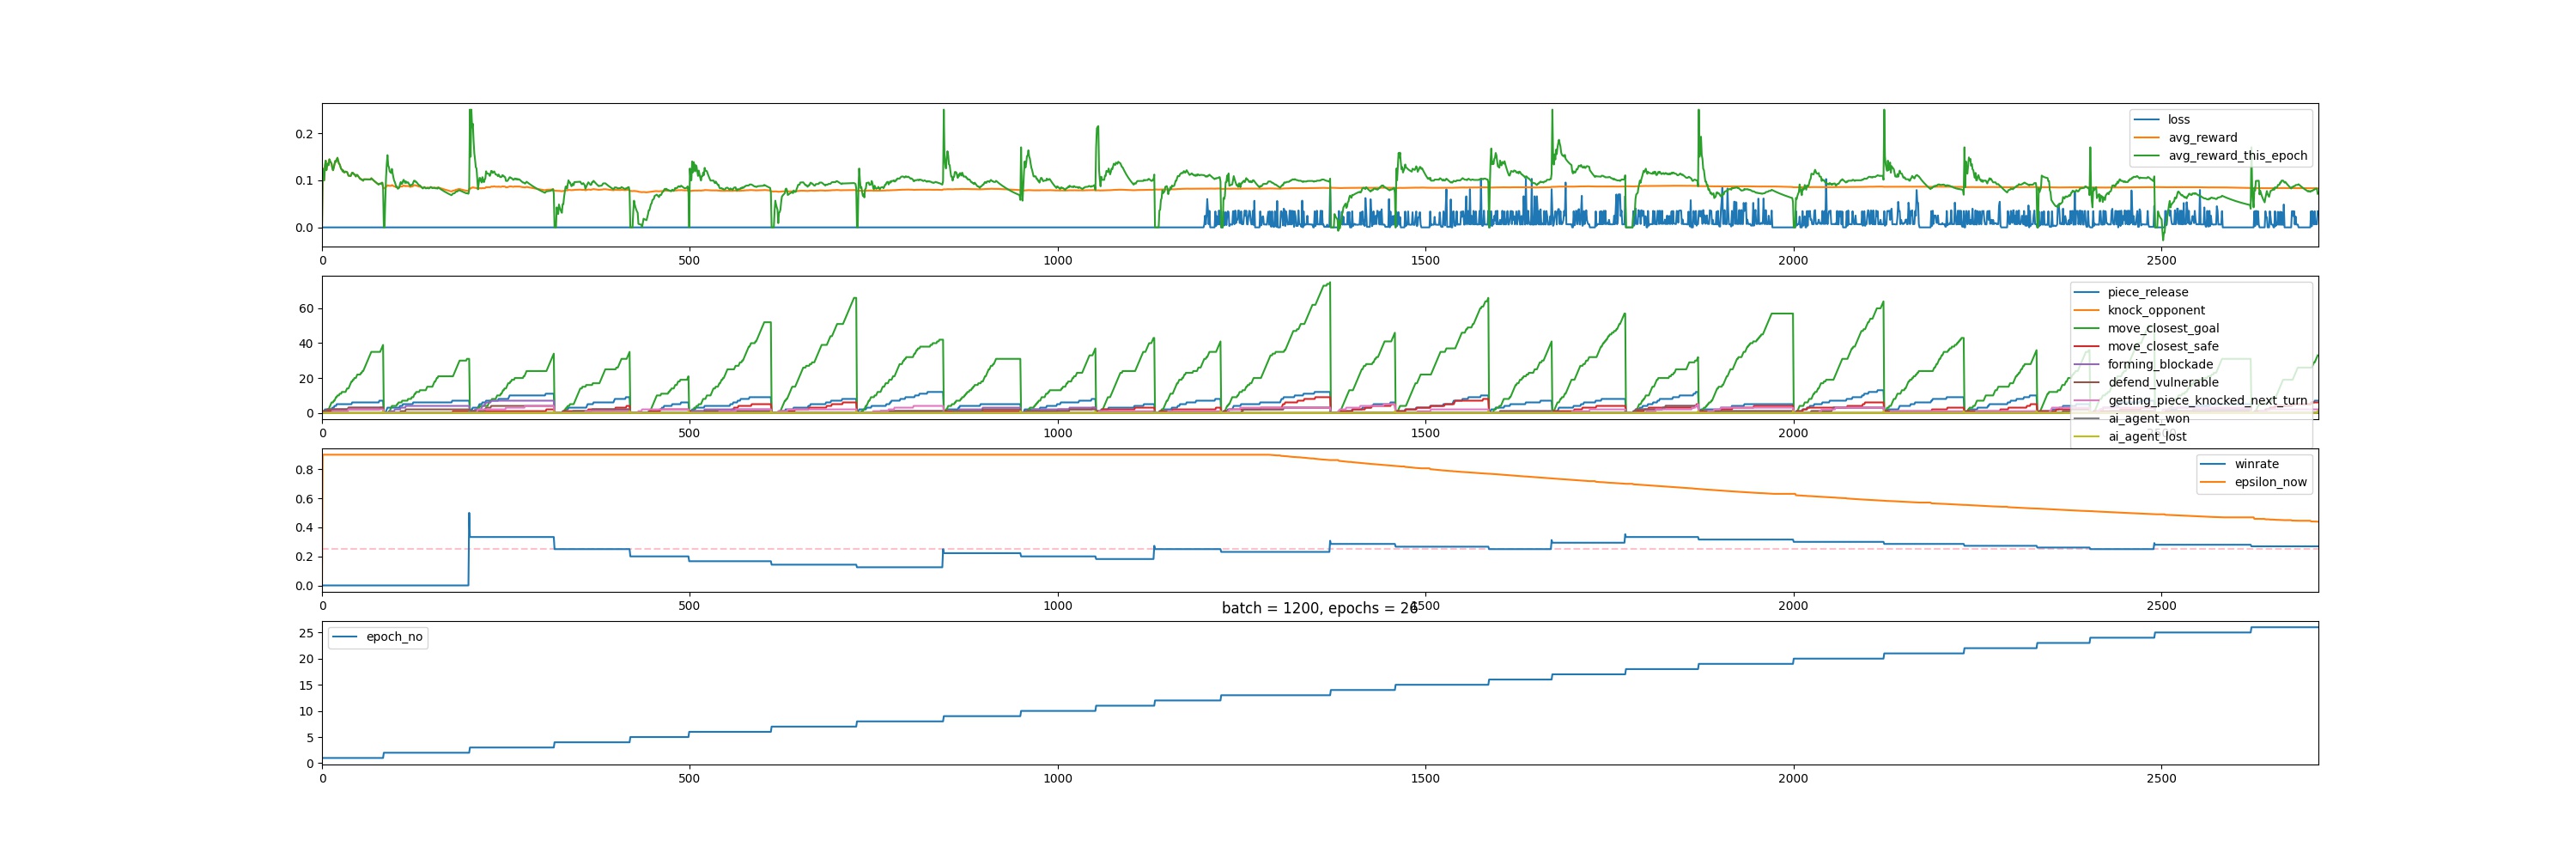 0.2
0.1
0.0
loss
avg_reward
avg_reward_this_epoch
0 500 1000 1500 2000 2500
60
40
20
0
piece_release
knock_opponent
move_closest_goal
move_closest_safe
forming_blockade
defend_vulnerable
getting_piece_knocked_next_turn
ai_agent_won
ai_agent_lost
0 500 1000 1500 2000 2500
0.8
0.6
0.4
0.2
0.0
winrate
epsilon_now
0 500 1000 1500 2000 2500
batch = 1200, epochs = 26
25
20
15
10
5
0
epoch_no
0 500 1000 1500 2000 2500